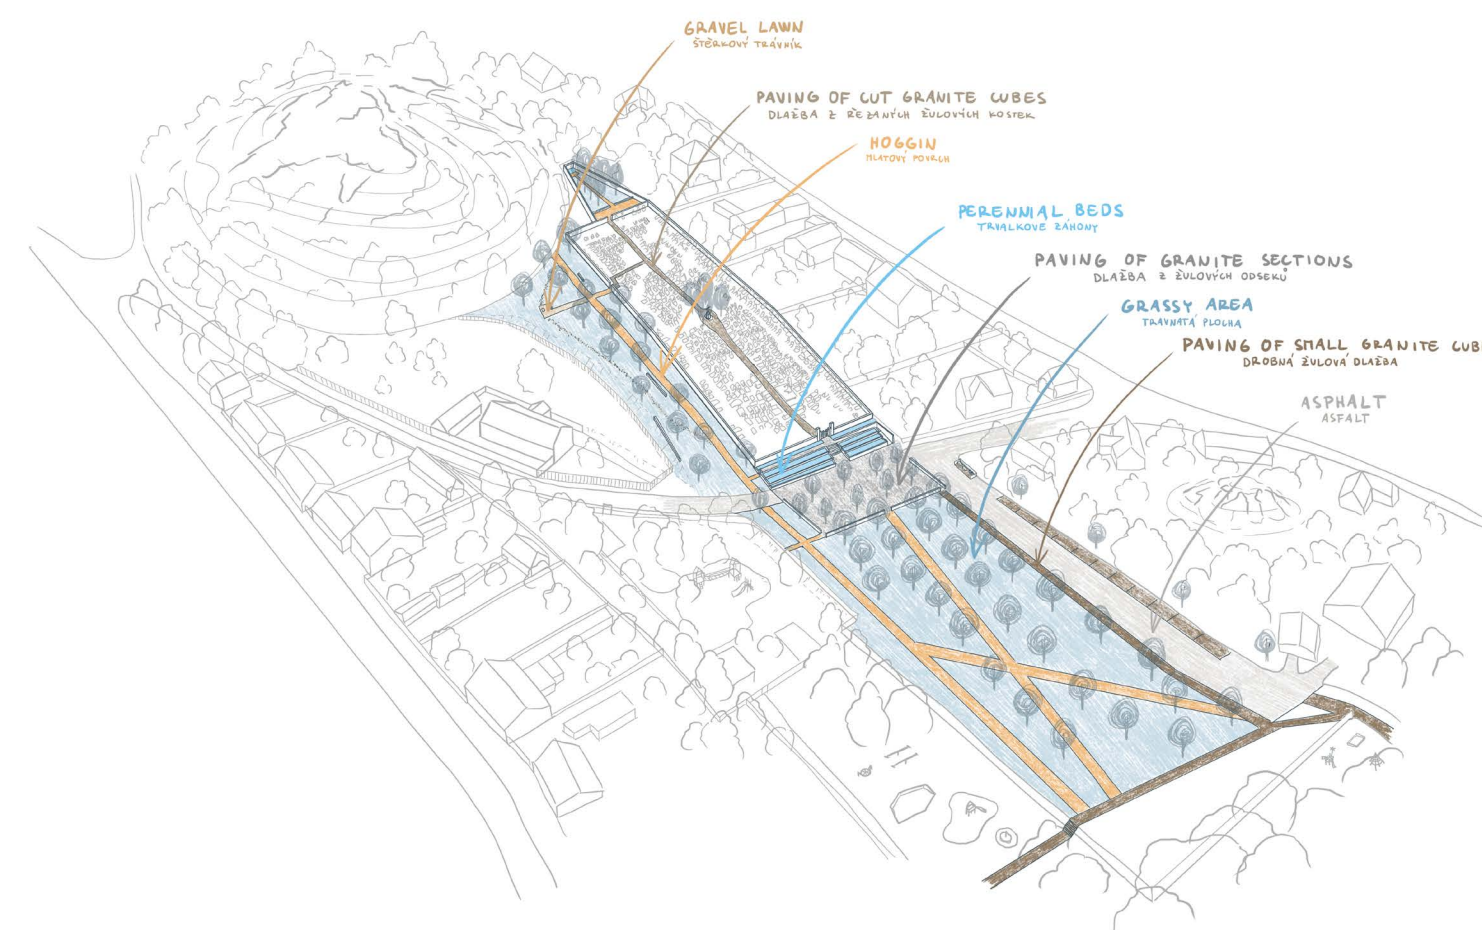 GRAVEL LAWN
ŠTĚRKOVÝ TRÁVNÍK
PAVING OF CUT GRANITE CUBES
DLAŽBA Z ŘEZANÝCH ŽULOVÝCH KOSTEK
HOGGIN
MLATOVÝ POVRCH
PERENNIAL BEDS
TRVALKOVÉ ZÁHONY
PAVING OF GRANITE SECTIONS
DLAŽBA Z ŽULOVÝCH ODSEKŮ
GRASSY AREA
TRAVNATÁ PLOCHA
PAVING OF SMALL GRANITE CUB
DROBNÁ ŽULOVÁ DLAŽBA
ASPHALT
ASFALT